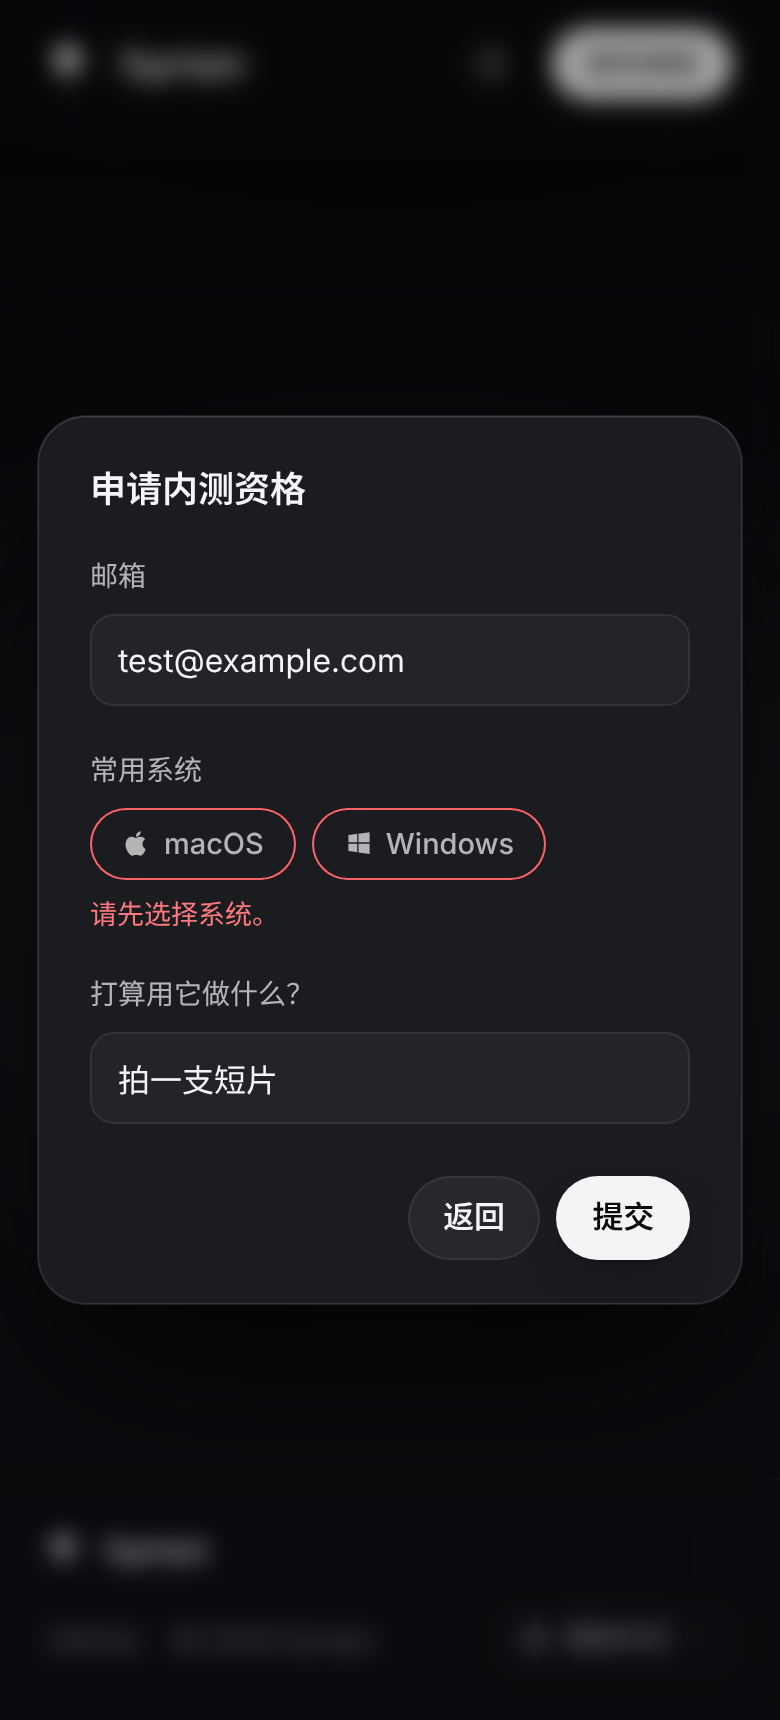 申请内测资格
邮箱
test@example.com
常用系统
macOS
Windows
请先选择系统。
打算用它做什么？
拍一支短片
返回
提交